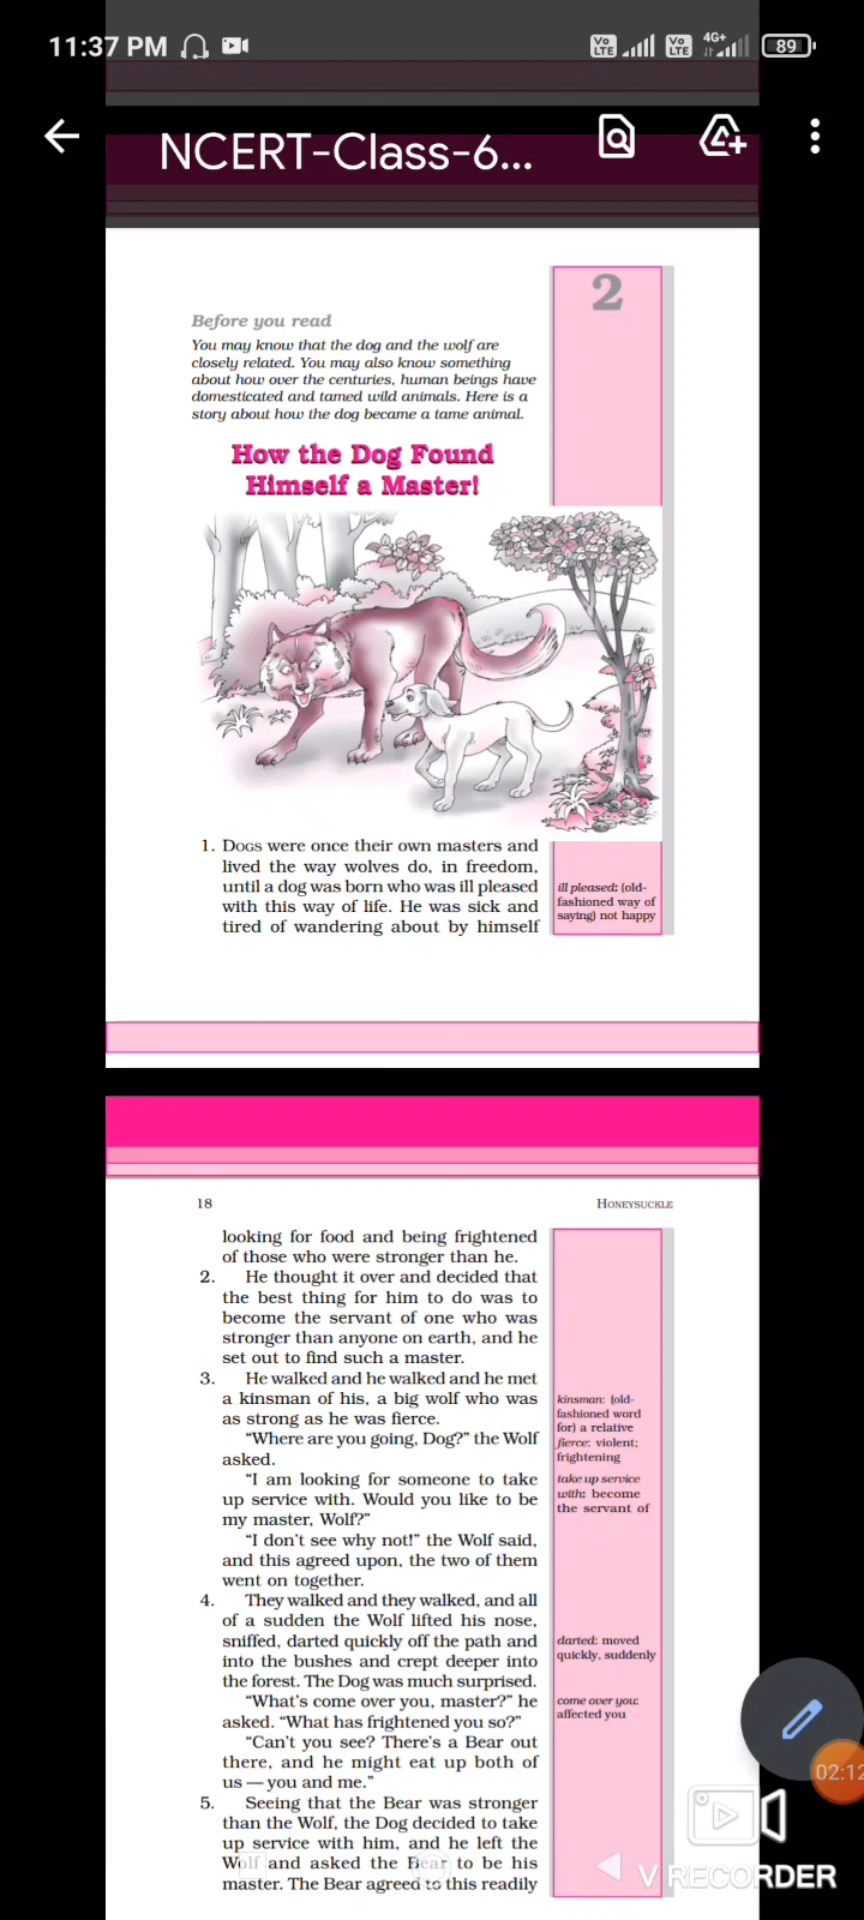 11:37 PM
Vo LTE Vo LTE 4G+ 89
NCERT-Class-6...
2
Before you read
You may know that the dog and the wolf are
closely related. You may also know something
about how over the centuries, human beings have
domesticated and tamed wild animals. Here is a
story about how the dog became a tame animal.
How the Dog Found
Himself a Master!
1. DOGS were once their own masters and
lived the way wolves do, in freedom,
until a dog was born who was ill pleased
with this way of life. He was sick and
tired of wandering about by himself
ill pleased: (old-
fashioned way of
saying) not happy
18
HONEYSUCKLE
looking for food and being frightened
of those who were stronger than he.
2. He thought it over and decided that
the best thing for him to do was to
become the servant of one who was
stronger than anyone on earth, and he
set out to find such a master.
3. He walked and he walked and he met
a kinsman of his, a big wolf who was
as strong as he was fierce.
"Where are you going, Dog?" the Wolf
asked.
"I am looking for someone to take
up service with. Would you like to be
my master, Wolf?"
"I don't see why not!" the Wolf said,
and this agreed upon, the two of them
went on together.
4. They walked and they walked, and all
of a sudden the Wolf lifted his nose,
sniffed, darted quickly off the path and
into the bushes and crept deeper into
the forest. The Dog was much surprised.
"What's come over you, master?" he
asked. "What has frightened you so?"
"Can't you see? There's a Bear out
there, and he might eat up both of
us — you and me."
5. Seeing that the Bear was stronger
than the Wolf, the Dog decided to take
up service with him, and he left the
Wolf and asked the Bear to be his
master. The Bear agreed to this readily
kinsman: (old-
fashioned word
for) a relative
fierce: violent;
frightening
take up service
with: become
the servant of
darted: moved
quickly, suddenly
come over you:
affected you
02:12
V RECORDER